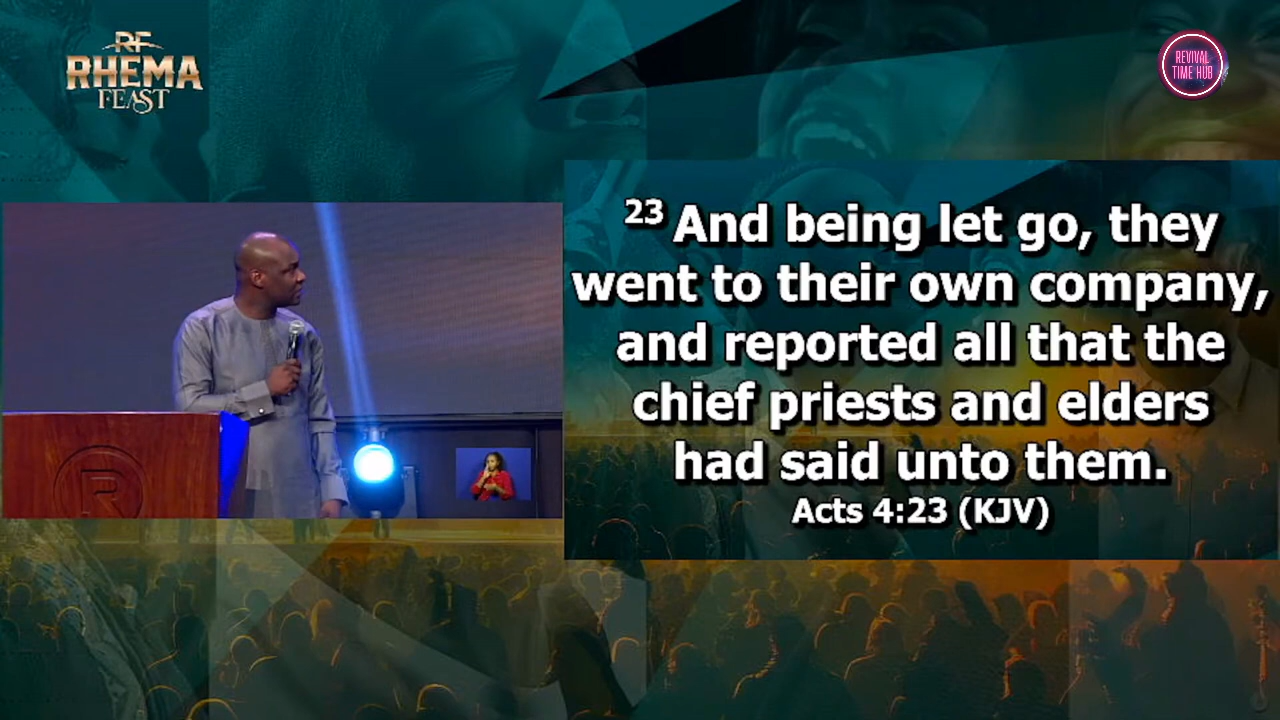 RF
RHEMA
FEAST
REVIVAL
TIME HUB
23 And being let go, they
went to their own company,
and reported all that the
chief priests and elders
had said unto them.
Acts 4:23 (KJV)
R